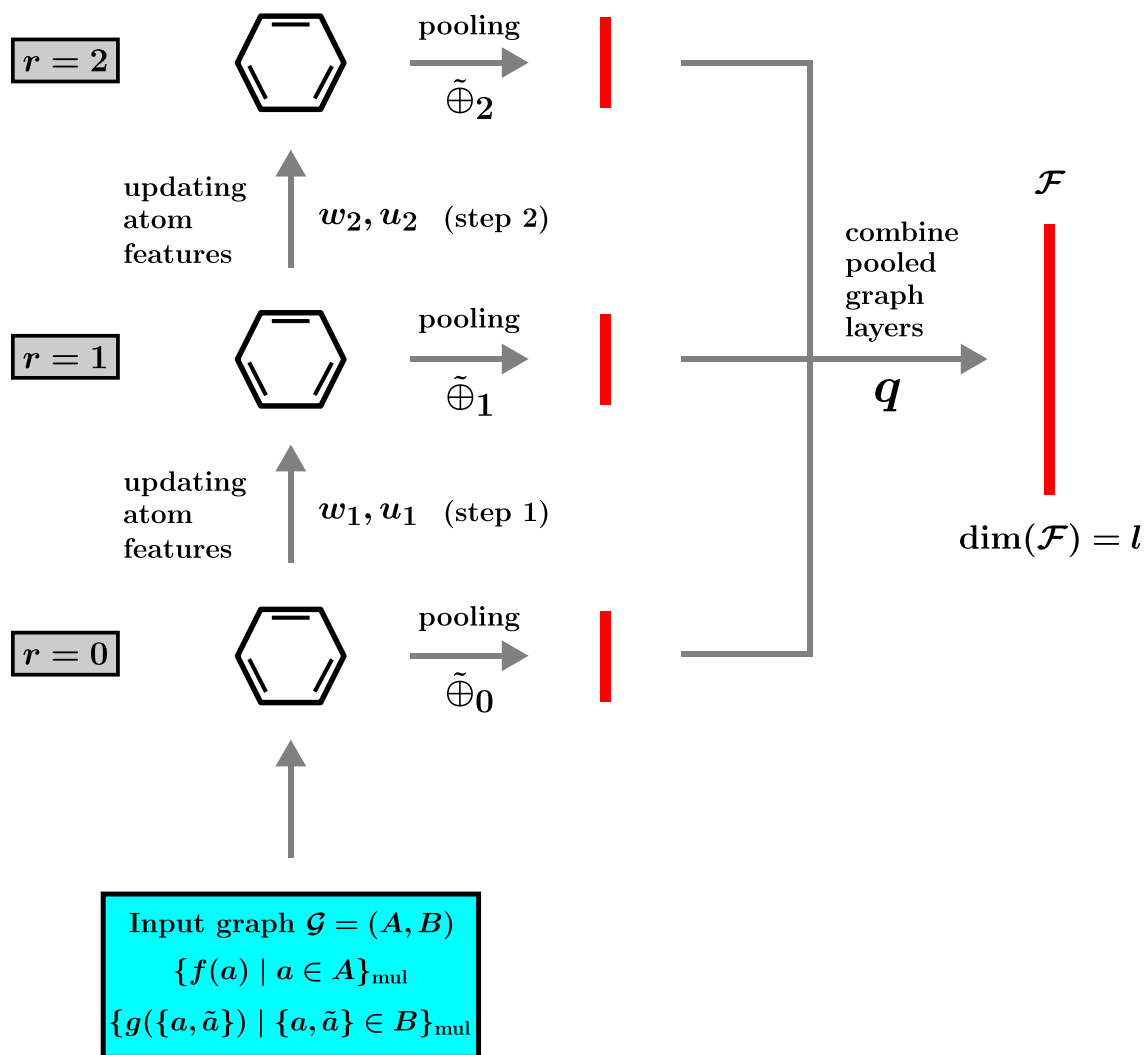 r = 2
pooling
⊕̃₂
updating
atom
features
w₂, u₂ (step 2)
𝓕
combine
pooled
graph
layers
q
r = 1
pooling
⊕̃₁
updating
atom
features
w₁, u₁ (step 1)
dim(𝓕) = l
r = 0
pooling
⊕̃₀
Input graph 𝓖 = (A, B)
{f(a) | a ∈ A}mul
{g({a, ã}) | {a, ã} ∈ B}mul